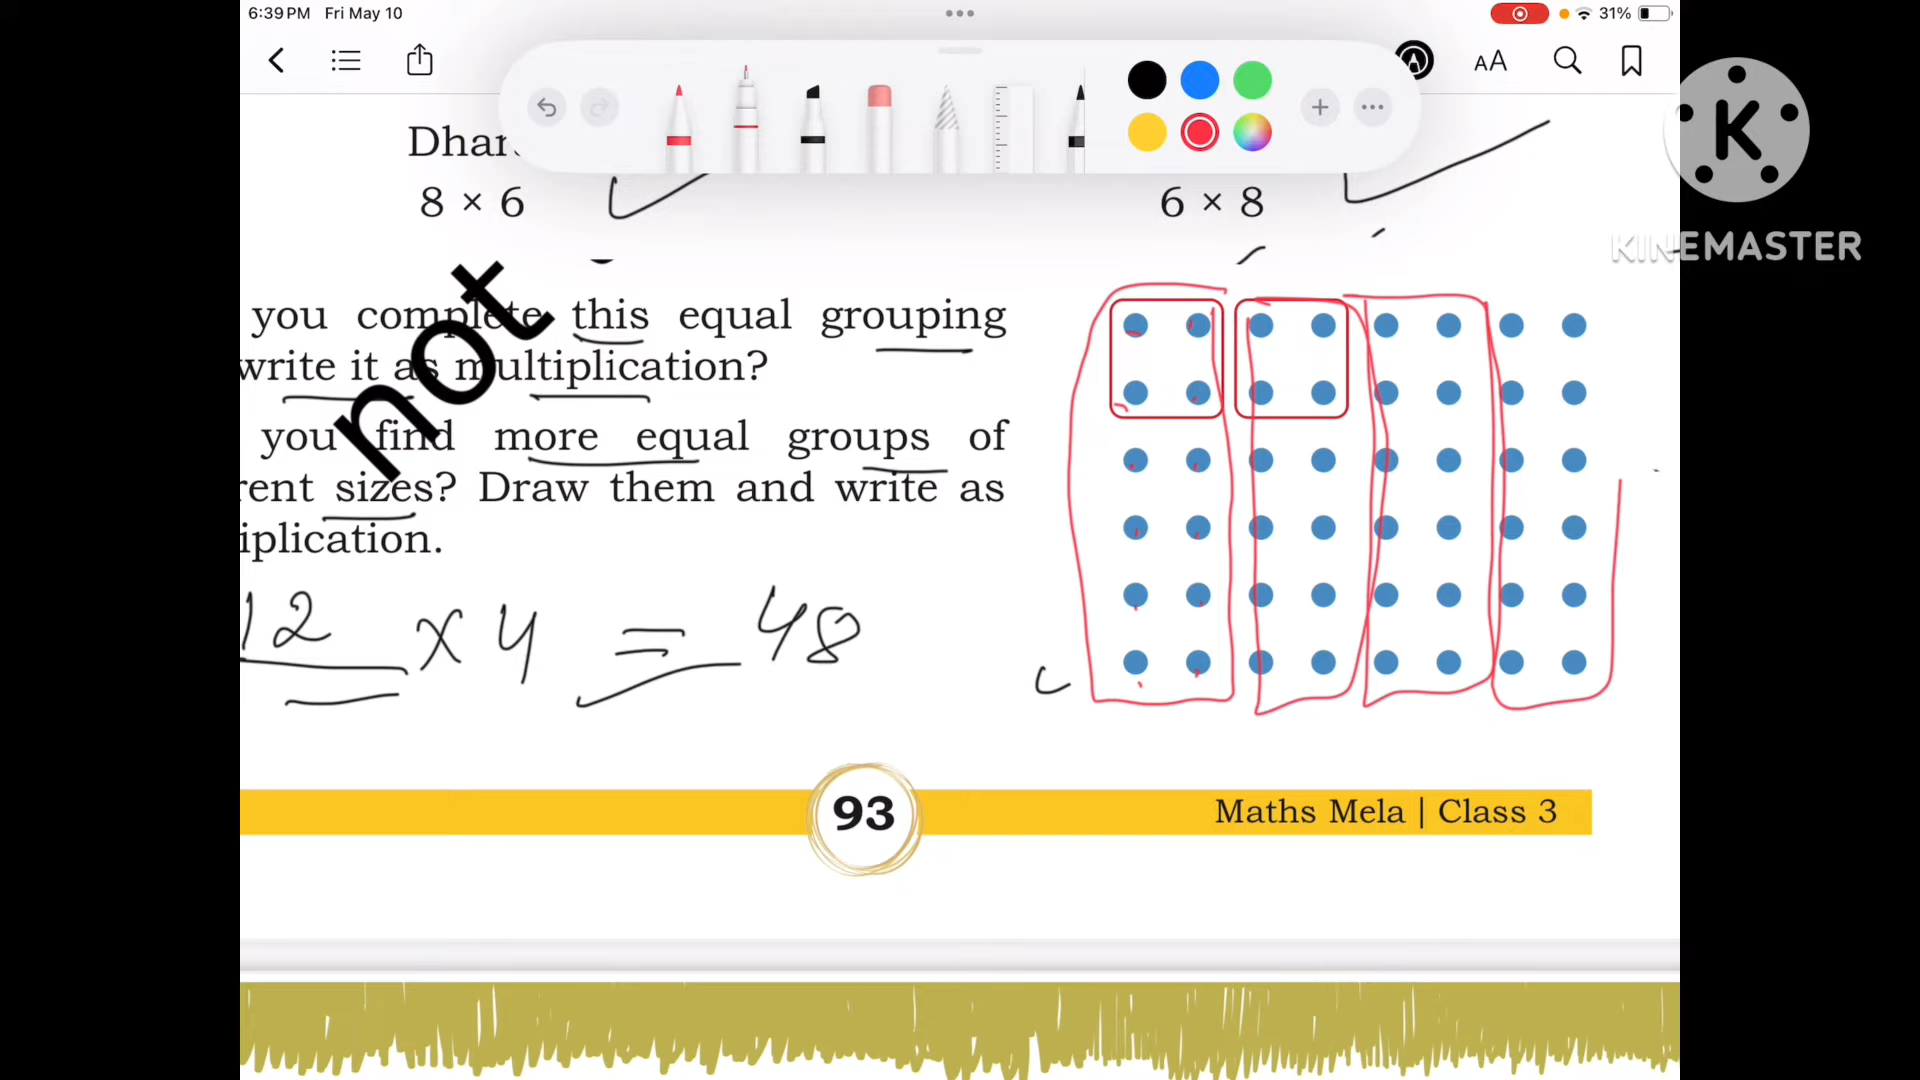 6:39 PM Fri May 10
31%
AA
K
KINEMASTER
8 × 6
6 × 8
not
you complete this equal grouping
write it as multiplication?
you find more equal groups of
rent sizes? Draw them and write as
iplication.
12 × 4 = 48
93
Maths Mela | Class 3